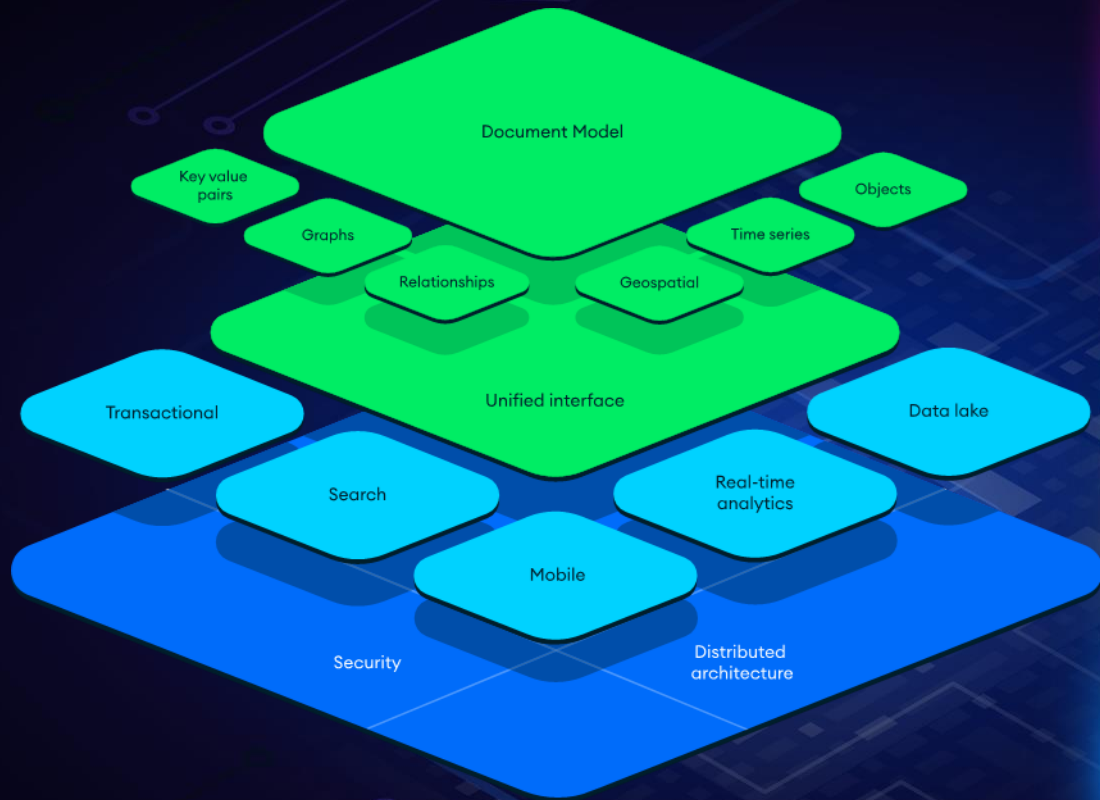 Document Model
Key value
pairs
Objects
Graphs
Time series
Relationships
Geospatial
Unified interface
Transactional
Data lake
Search
Real-time
analytics
Mobile
Security
Distributed
architecture